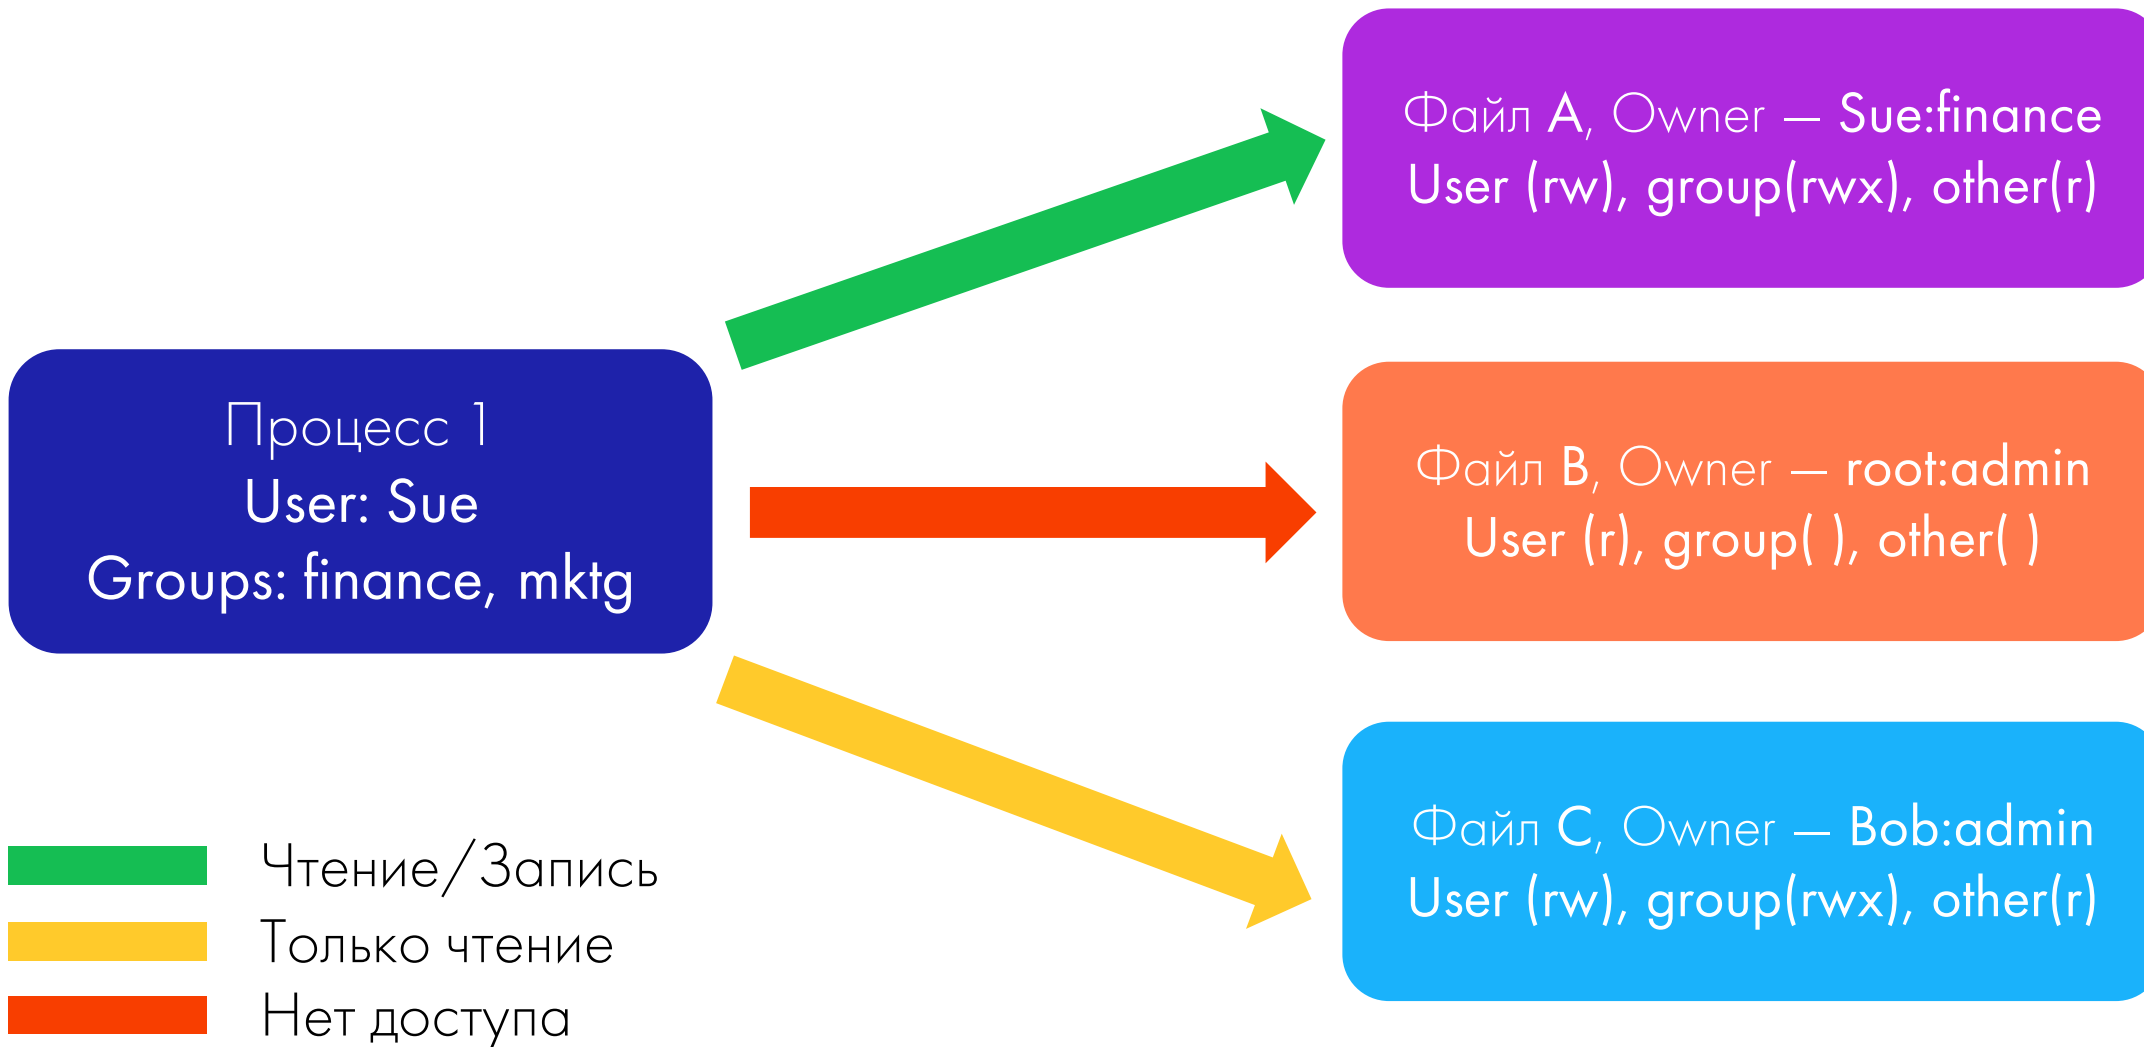 Процесс 1
User: Sue
Groups: finance, mktg
Файл A, Owner — Sue:finance
User (rw), group(rwx), other(r)
Файл B, Owner — root:admin
User (r), group( ), other( )
Файл C, Owner — Bob:admin
User (rw), group(rwx), other(r)
Чтение/Запись
Только чтение
Нет доступа